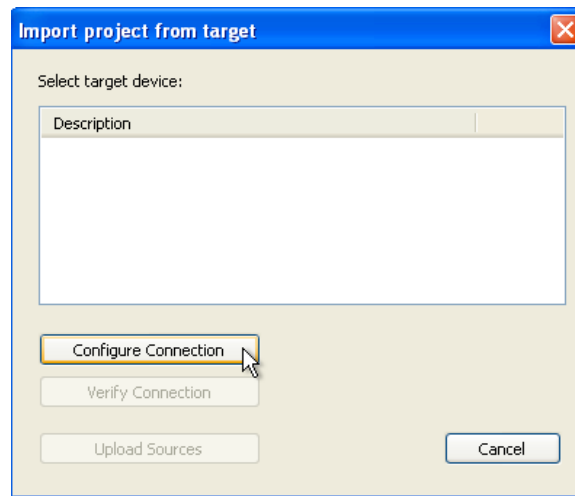 Import project from target
Select target device:
Description
Configure Connection
Verify Connection
Upload Sources
Cancel